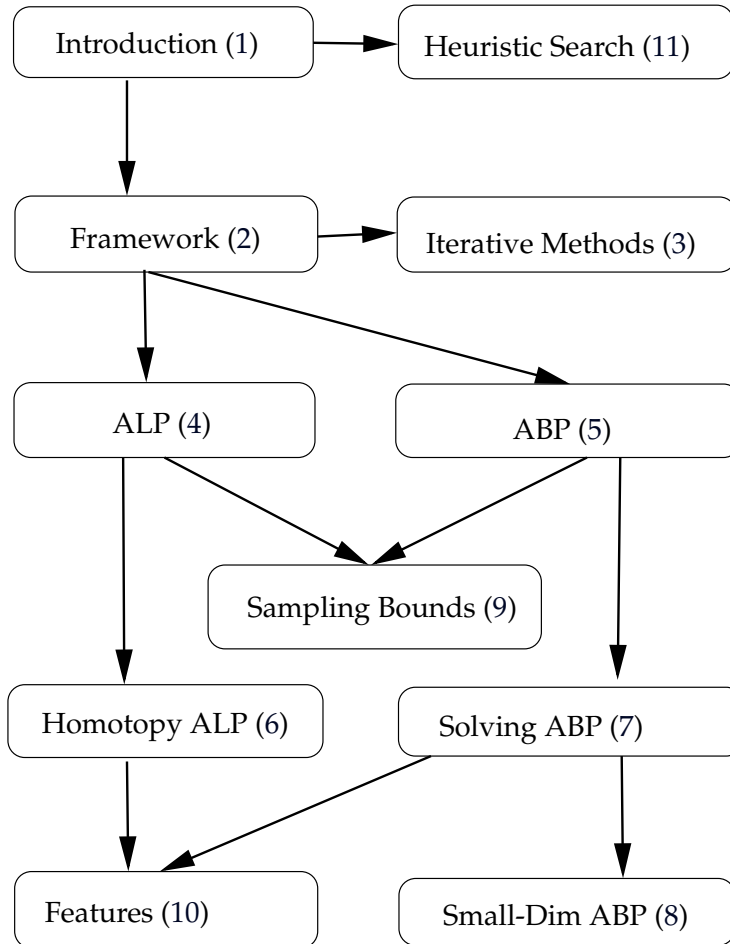 Introduction (1)
Heuristic Search (11)
Framework (2)
Iterative Methods (3)
ALP (4)
ABP (5)
Sampling Bounds (9)
Homotopy ALP (6)
Solving ABP (7)
Features (10)
Small-Dim ABP (8)